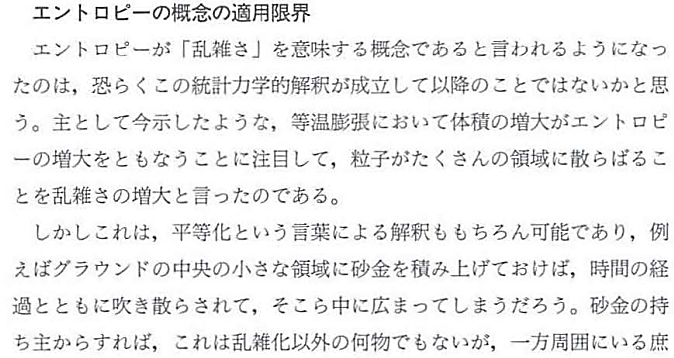 エントロピーの概念の適用限界
エントロピーが「乱雑さ」を意味する概念であると言われるようになっ
たのは，恐らくこの統計力学的解釈が成立して以降のことではないかと思
う。主として今示したような，等温膨張において体積の増大がエントロピ
ーの増大をともなうことに注目して，粒子がたくさんの領域に散らばるこ
とを乱雑さの増大と言ったのである。
しかしこれは，平等化という言葉による解釈ももちろん可能であり，例
えばグラウンドの中央の小さな領域に砂金を積み上げておけば，時間の経
過とともに吹き散らされて，そこら中に広まってしまうだろう。砂金の持
ち主からすれば，これは乱雑化以外の何物でもないが，一方周囲にいる庶